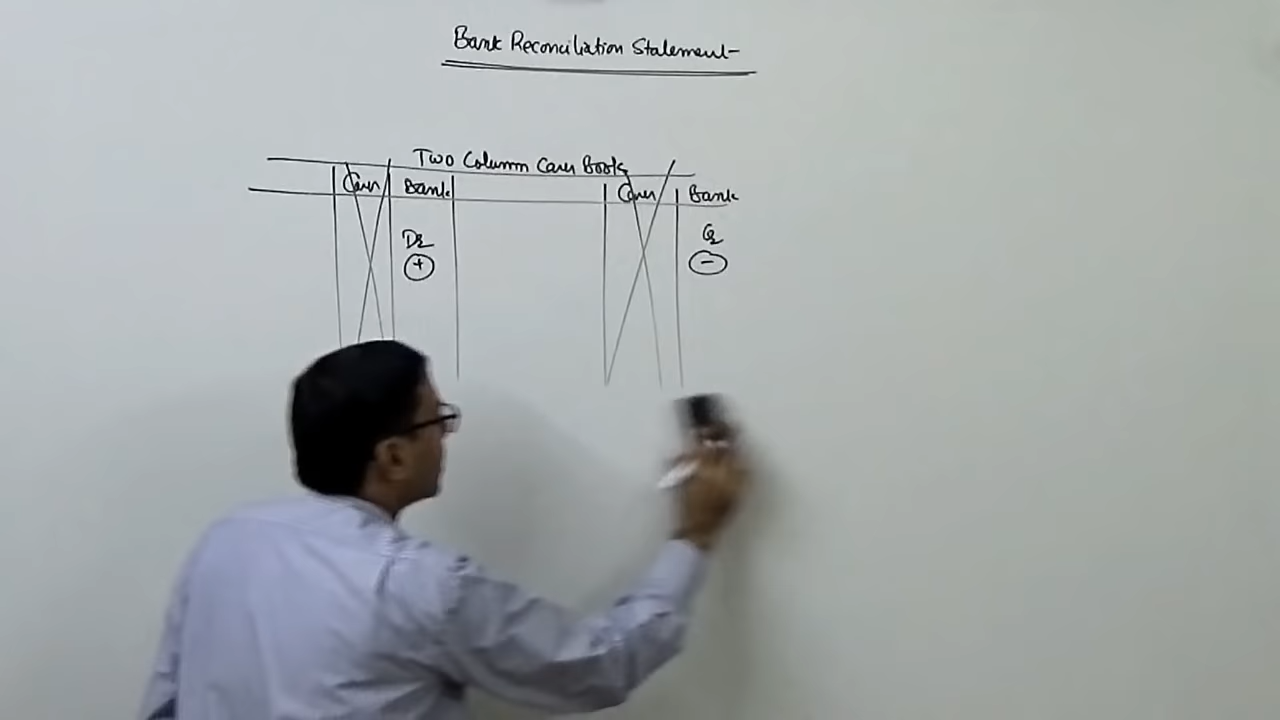 Bank Reconciliation Statement-
Two Column Cash Book
Cash Bank Cash Bank
Dr Cr
+ -